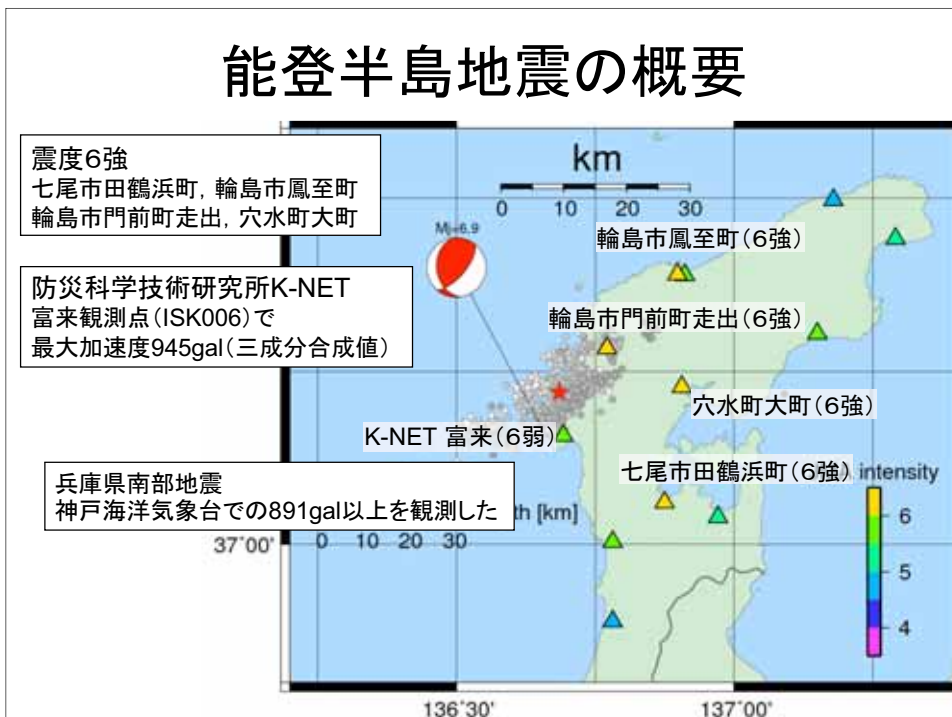 能登半島地震の概要
震度6強
七尾市田鶴浜町, 輪島市鳳至町
輪島市門前町走出, 穴水町大町
防災科学技術研究所K-NET
富来観測点(ISK006)で
最大加速度945gal(三成分合成値)
兵庫県南部地震
神戸海洋気象台での891gal以上を観測した
km
0 10 20 30
Mj=6.9
輪島市鳳至町(6強)
輪島市門前町走出(6強)
穴水町大町(6強)
K-NET 富来(6弱)
七尾市田鶴浜町(6強)
intensity
6
5
4
th [km]
0 10 20 30
37˚00'
136˚30'
137˚00'